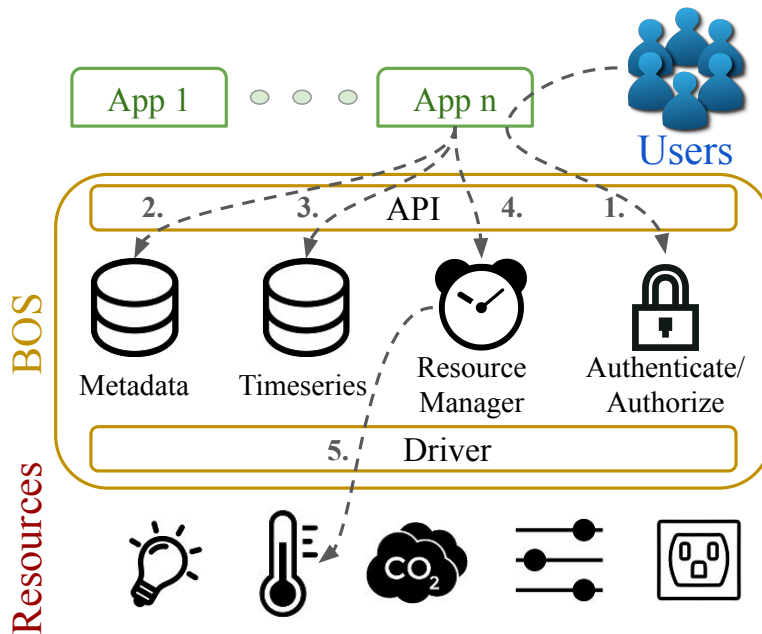 App 1
App n
Users
2.
3.
API
4.
1.
BOS
Metadata
Timeseries
Resource
Manager
Authenticate/
Authorize
5.
Driver
Resources
CO2